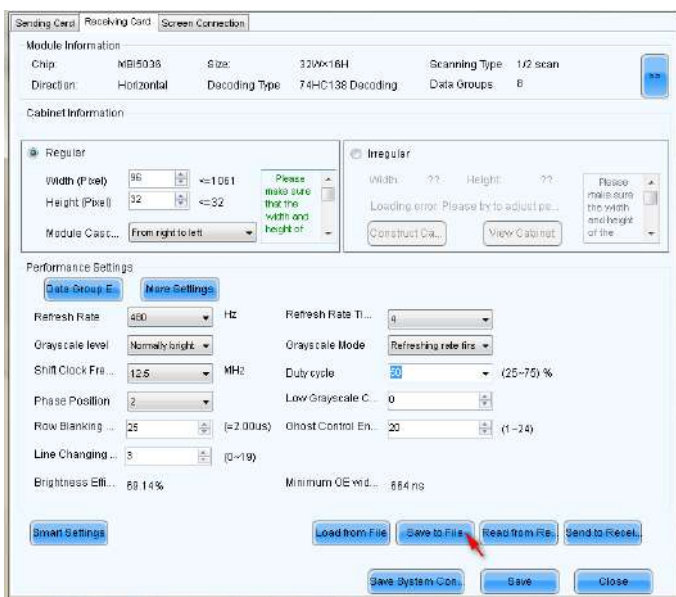 Sending Card Receiving Card Screen Connection
Module Information
Chip: MBI5036 Size: 32W×16H Scanning Type 1/2 scan
Direction: Horizontal Decoding Type 74HC138 Decoding Data Groups 8
Cabinet Information
Regular
Width (Pixel) 96 <=1061
Height (Pixel) 32 <=32
Module Casc... From right to left
Please make sure that the width and height of
Irregular
Width: ?? Height: ??
Loading error. Please try to adjust pe...
Construct Ca... View Cabinet
Please make sure the width and height of the
Performance Settings
Data Group E... More Settings
Refresh Rate 480 Hz Refresh Rate Ti... 4
Grayscale level Normally bright Grayscale Mode Refreshing rate firs
Shift Clock Fre... 12.5 MHz Duty cycle 50 (25~75) %
Phase Position 2 Low Grayscale C... 0
Row Blanking ... 25 (=2.00us) Ghost Control En... 20 (1~24)
Line Changing ... 3 (0~19)
Brightness Effi... 69.14% Minimum OE wid... 664 ns
Smart Settings Load from File Save to File Read from Re... Send to Recei...
Save System Con... Save Close